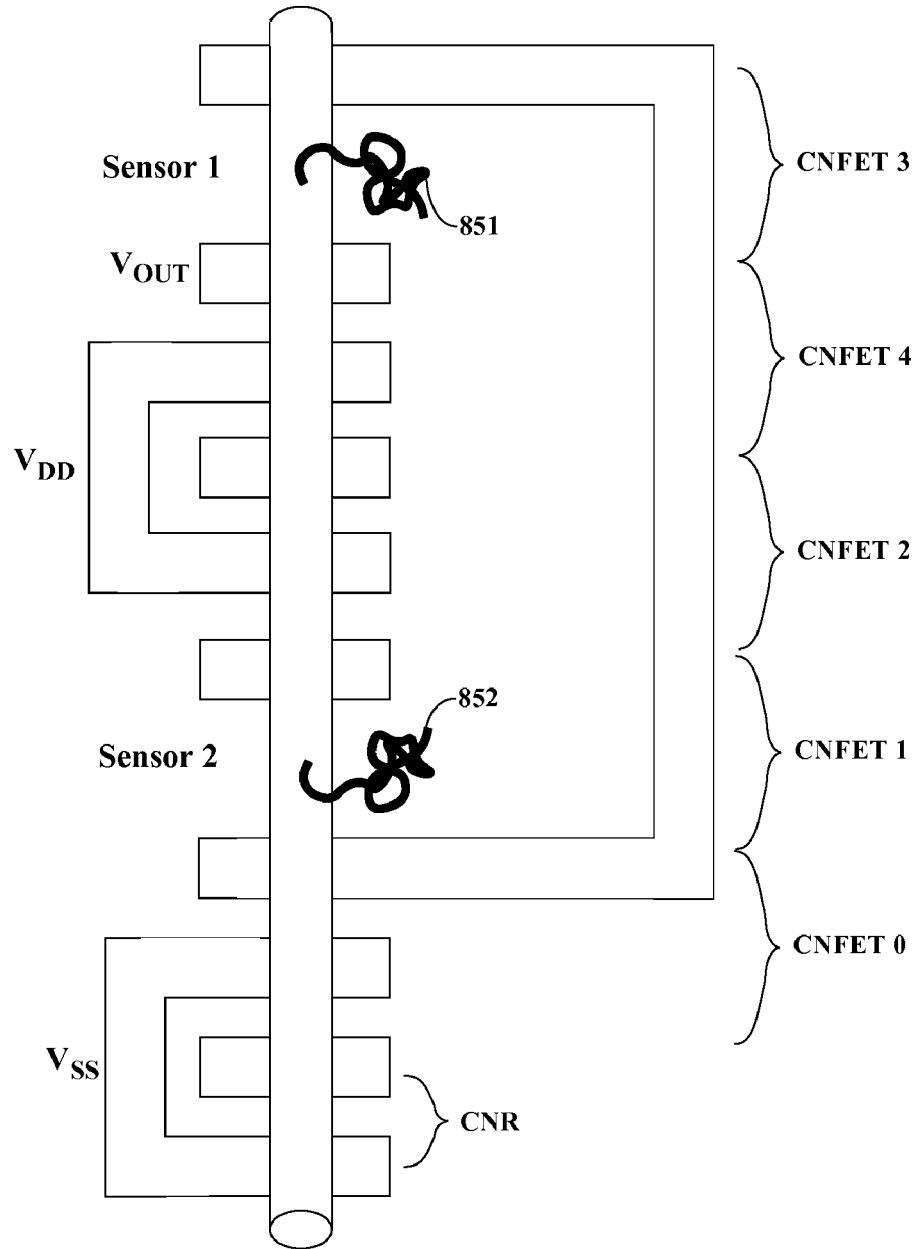 Sensor 1
CNFET 3
851
VOUT
CNFET 4
VDD
CNFET 2
852
Sensor 2
CNFET 1
CNFET 0
VSS
CNR